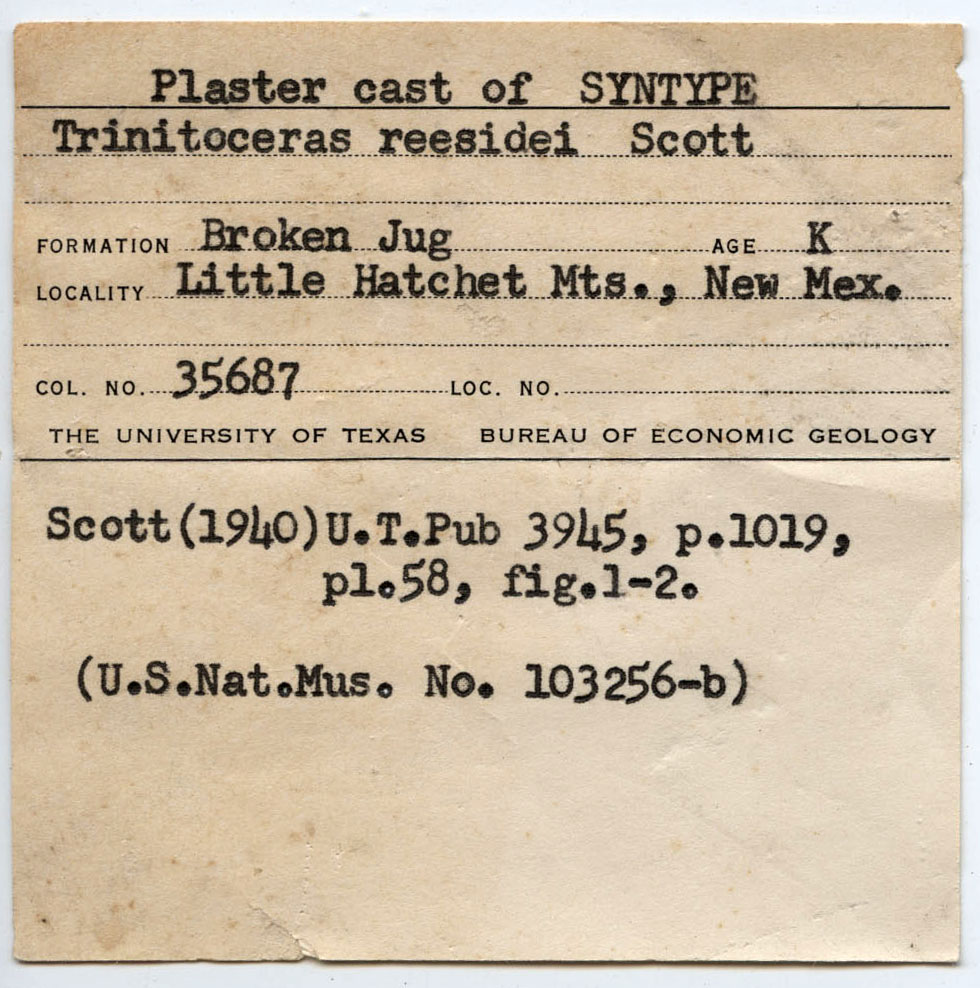 Plaster cast of SYNTYPE
Trinitoceras reesidei Scott
FORMATION Broken Jug AGE K
LOCALITY Little Hatchet Mts., New Mex.
COL. NO. 35687 LOC. NO.
THE UNIVERSITY OF TEXAS BUREAU OF ECONOMIC GEOLOGY
Scott(1940)U.T.Pub 3945, p.1019,
pl.58, fig.1-2.
(U.S.Nat.Mus. No. 103256-b)